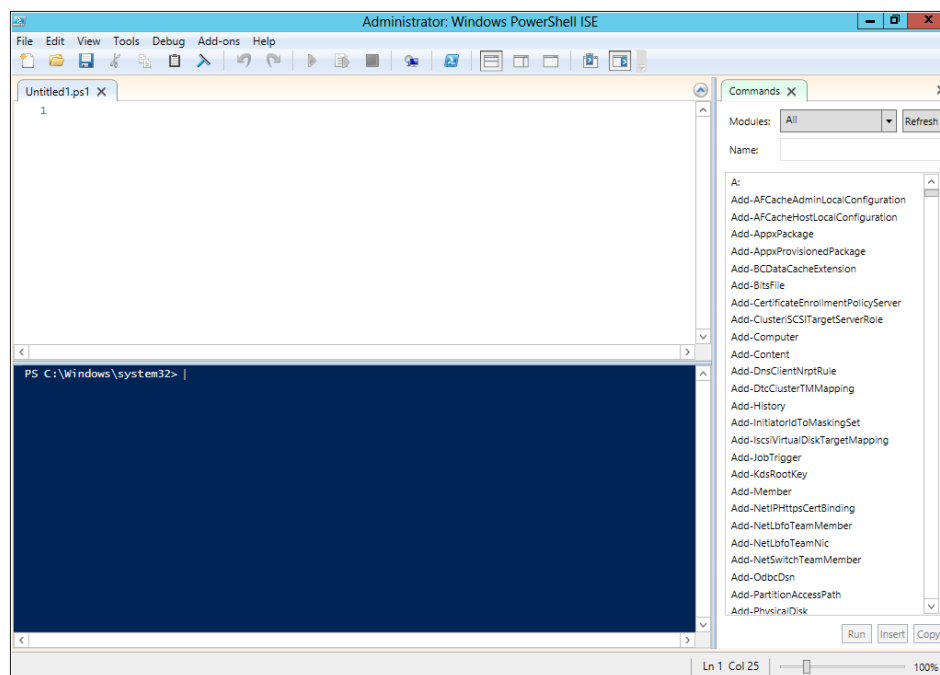 Administrator: Windows PowerShell ISE
File Edit View Tools Debug Add-ons Help
Untitled1.ps1
1
PS C:\Windows\system32>
Commands
Modules: All Refresh
Name:
A:
Add-AFCacheAdminLocalConfiguration
Add-AFCacheHostLocalConfiguration
Add-AppxPackage
Add-AppxProvisionedPackage
Add-BCDataCacheExtension
Add-BitsFile
Add-CertificateEnrollmentPolicyServer
Add-ClusteriSCSITargetServerRole
Add-Computer
Add-Content
Add-DnsClientNrptRule
Add-DtcClusterTMMapping
Add-History
Add-InitiatorIdToMaskingSet
Add-IscsiVirtualDiskTargetMapping
Add-JobTrigger
Add-KdsRootKey
Add-Member
Add-NetIPHttpsCertBinding
Add-NetLbfoTeamMember
Add-NetLbfoTeamNic
Add-NetSwitchTeamMember
Add-OdbcDsn
Add-PartitionAccessPath
Add-PhysicalDisk
Run Insert Copy
Ln 1 Col 25 100%